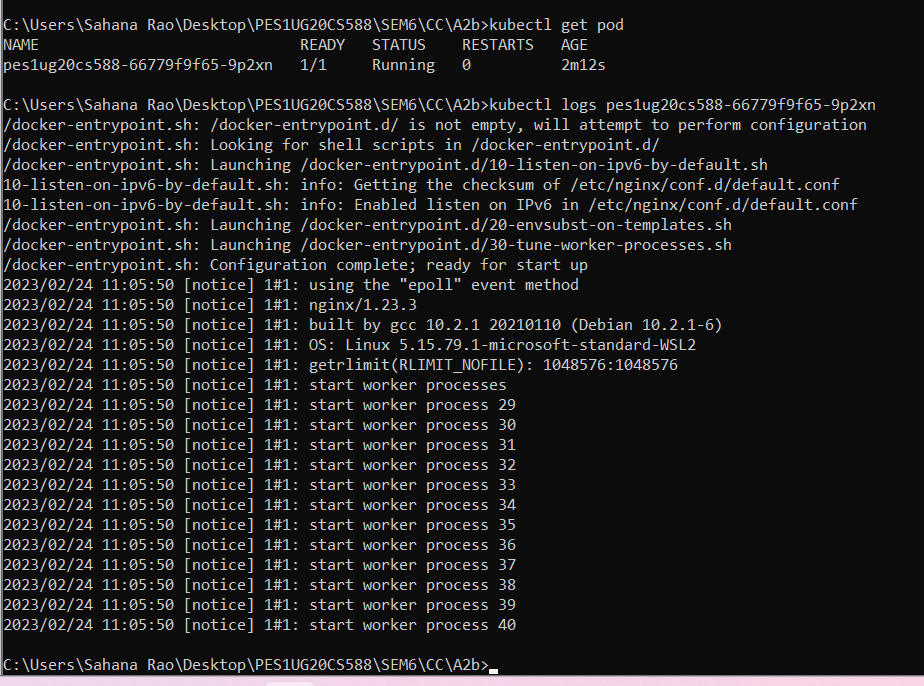 C:\Users\Sahana Rao\Desktop\PES1UG20CS588\SEM6\CC\A2b>kubectl get pod
NAME READY STATUS RESTARTS AGE
pes1ug20cs588-66779f9f65-9p2xn 1/1 Running 0 2m12s
C:\Users\Sahana Rao\Desktop\PES1UG20CS588\SEM6\CC\A2b>kubectl logs pes1ug20cs588-66779f9f65-9p2xn
/docker-entrypoint.sh: /docker-entrypoint.d/ is not empty, will attempt to perform configuration
/docker-entrypoint.sh: Looking for shell scripts in /docker-entrypoint.d/
/docker-entrypoint.sh: Launching /docker-entrypoint.d/10-listen-on-ipv6-by-default.sh
10-listen-on-ipv6-by-default.sh: info: Getting the checksum of /etc/nginx/conf.d/default.conf
10-listen-on-ipv6-by-default.sh: info: Enabled listen on IPv6 in /etc/nginx/conf.d/default.conf
/docker-entrypoint.sh: Launching /docker-entrypoint.d/20-envsubst-on-templates.sh
/docker-entrypoint.sh: Launching /docker-entrypoint.d/30-tune-worker-processes.sh
/docker-entrypoint.sh: Configuration complete; ready for start up
2023/02/24 11:05:50 [notice] 1#1: using the "epoll" event method
2023/02/24 11:05:50 [notice] 1#1: nginx/1.23.3
2023/02/24 11:05:50 [notice] 1#1: built by gcc 10.2.1 20210110 (Debian 10.2.1-6)
2023/02/24 11:05:50 [notice] 1#1: OS: Linux 5.15.79.1-microsoft-standard-WSL2
2023/02/24 11:05:50 [notice] 1#1: getrlimit(RLIMIT_NOFILE): 1048576:1048576
2023/02/24 11:05:50 [notice] 1#1: start worker processes
2023/02/24 11:05:50 [notice] 1#1: start worker process 29
2023/02/24 11:05:50 [notice] 1#1: start worker process 30
2023/02/24 11:05:50 [notice] 1#1: start worker process 31
2023/02/24 11:05:50 [notice] 1#1: start worker process 32
2023/02/24 11:05:50 [notice] 1#1: start worker process 33
2023/02/24 11:05:50 [notice] 1#1: start worker process 34
2023/02/24 11:05:50 [notice] 1#1: start worker process 35
2023/02/24 11:05:50 [notice] 1#1: start worker process 36
2023/02/24 11:05:50 [notice] 1#1: start worker process 37
2023/02/24 11:05:50 [notice] 1#1: start worker process 38
2023/02/24 11:05:50 [notice] 1#1: start worker process 39
2023/02/24 11:05:50 [notice] 1#1: start worker process 40
C:\Users\Sahana Rao\Desktop\PES1UG20CS588\SEM6\CC\A2b>